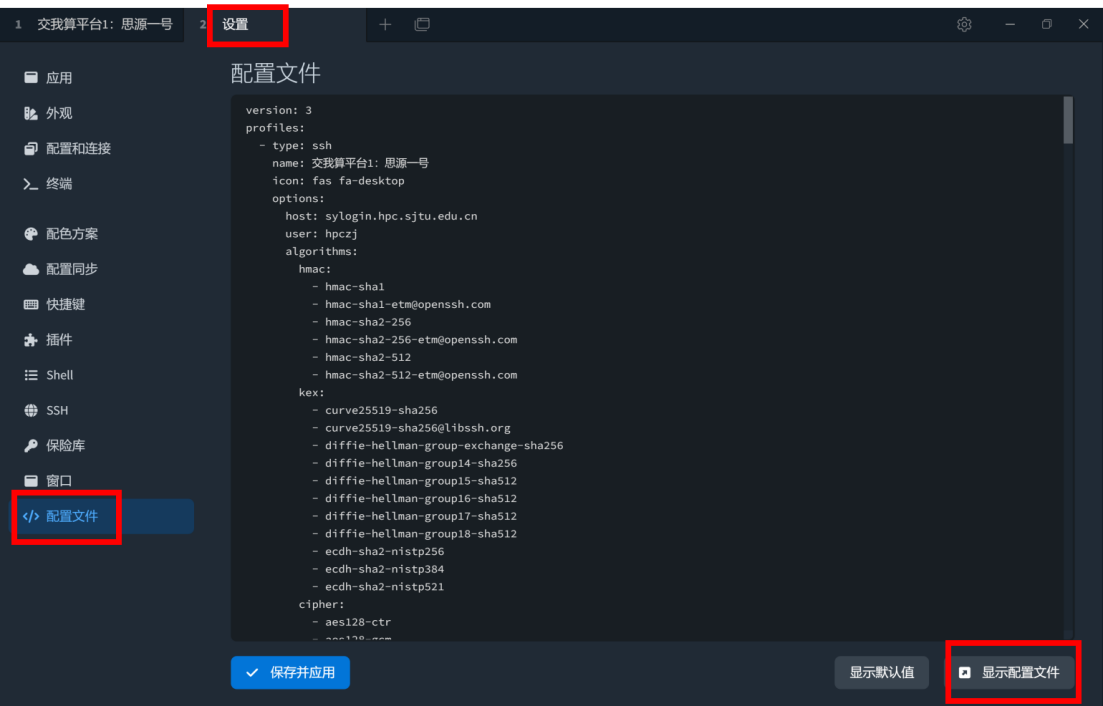 1 交我算平台1：思源一号 2 设置
应用
外观
配置和连接
终端
配色方案
配置同步
快捷键
插件
Shell
SSH
保险库
窗口
配置文件
配置文件
version: 3
profiles:
  - type: ssh
    name: 交我算平台1：思源一号
    icon: fas fa-desktop
    options:
      host: sylogin.hpc.sjtu.edu.cn
      user: hpczj
      algorithms:
        hmac:
          - hmac-sha1
          - hmac-sha1-etm@openssh.com
          - hmac-sha2-256
          - hmac-sha2-256-etm@openssh.com
          - hmac-sha2-512
          - hmac-sha2-512-etm@openssh.com
        kex:
          - curve25519-sha256
          - curve25519-sha256@libssh.org
          - diffie-hellman-group-exchange-sha256
          - diffie-hellman-group14-sha256
          - diffie-hellman-group15-sha512
          - diffie-hellman-group16-sha512
          - diffie-hellman-group17-sha512
          - diffie-hellman-group18-sha512
          - ecdh-sha2-nistp256
          - ecdh-sha2-nistp384
          - ecdh-sha2-nistp521
        cipher:
          - aes128-ctr
          - aes128-gcm
保存并应用 显示默认值 显示配置文件